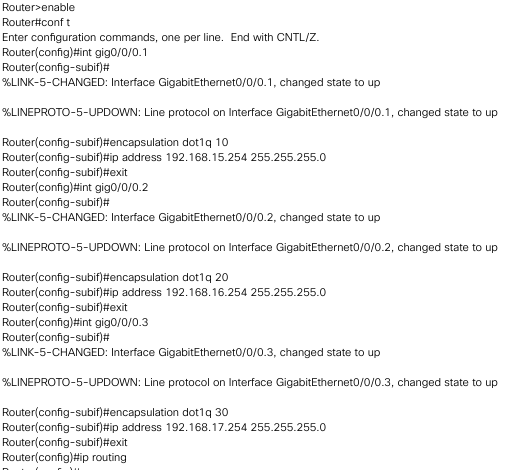 Router>enable
Router#conf t
Enter configuration commands, one per line.  End with CNTL/Z.
Router(config)#int gig0/0/0.1
Router(config-subif)#
%LINK-5-CHANGED: Interface GigabitEthernet0/0/0.1, changed state to up
%LINEPROTO-5-UPDOWN: Line protocol on Interface GigabitEthernet0/0/0.1, changed state to up
Router(config-subif)#encapsulation dot1q 10
Router(config-subif)#ip address 192.168.15.254 255.255.255.0
Router(config-subif)#exit
Router(config)#int gig0/0/0.2
Router(config-subif)#
%LINK-5-CHANGED: Interface GigabitEthernet0/0/0.2, changed state to up
%LINEPROTO-5-UPDOWN: Line protocol on Interface GigabitEthernet0/0/0.2, changed state to up
Router(config-subif)#encapsulation dot1q 20
Router(config-subif)#ip address 192.168.16.254 255.255.255.0
Router(config-subif)#exit
Router(config)#int gig0/0/0.3
Router(config-subif)#
%LINK-5-CHANGED: Interface GigabitEthernet0/0/0.3, changed state to up
%LINEPROTO-5-UPDOWN: Line protocol on Interface GigabitEthernet0/0/0.3, changed state to up
Router(config-subif)#encapsulation dot1q 30
Router(config-subif)#ip address 192.168.17.254 255.255.255.0
Router(config-subif)#exit
Router(config)#ip routing